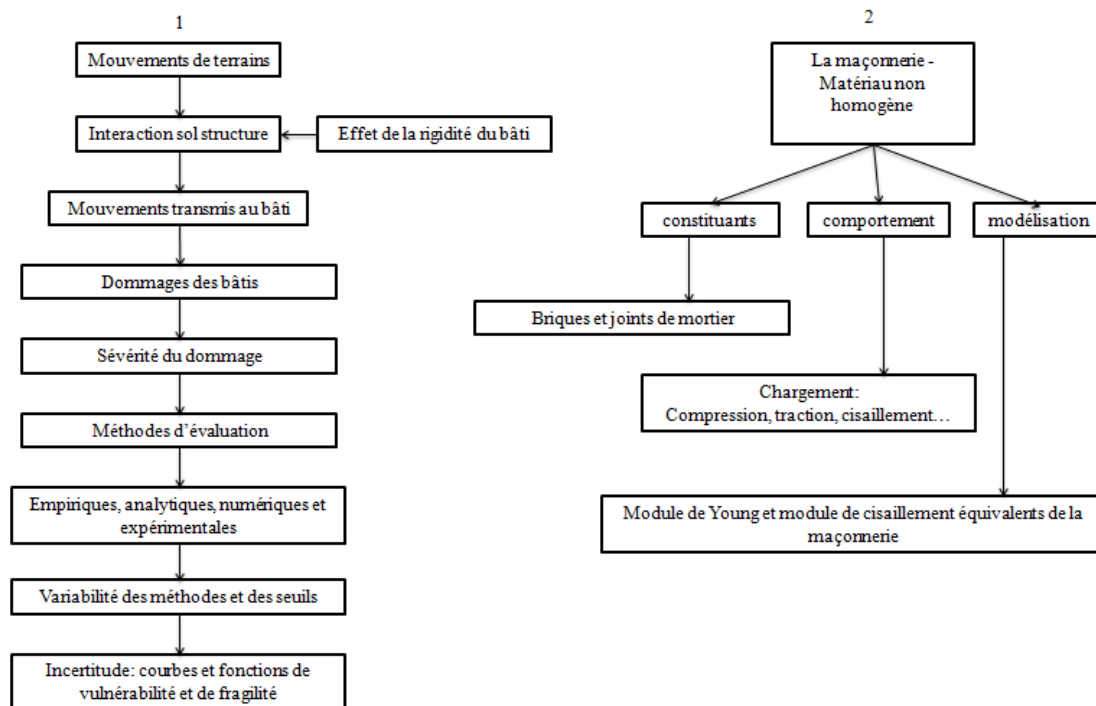 1
Mouvements de terrains
Interaction sol structure
Effet de la rigidité du bâti
Mouvements transmis au bâti
Dommages des bâtis
Sévérité du dommage
Méthodes d'évaluation
Empiriques, analytiques, numériques et
expérimentales
Variabilité des méthodes et des seuils
Incertitude: courbes et fonctions de
vulnérabilité et de fragilité
2
La maçonnerie -
Matériau non
homogène
constituants
comportement
modélisation
Briques et joints de mortier
Chargement:
Compression, traction, cisaillement…
Module de Young et module de cisaillement équivalents de la
maçonnerie